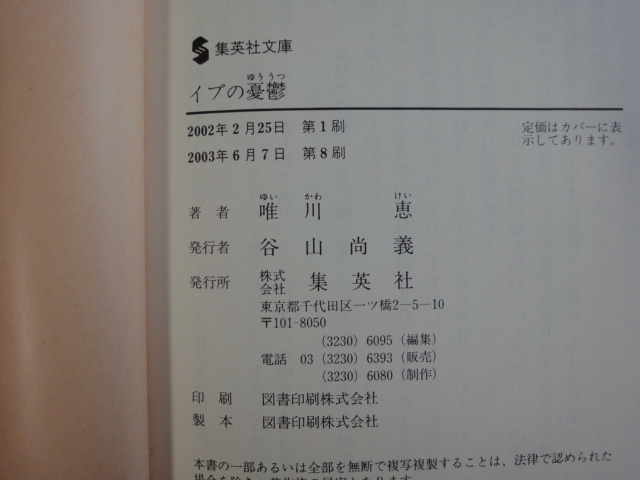 集英社文庫
ゆううつ
イブの憂鬱
2002年2月25日 第1刷
2003年6月7日 第8刷
定価はカバーに表
示してあります。
ゆい かわ けい
著者 唯川 恵
発行者 谷山尚義
発行所 株式会社 集英社
東京都千代田区一ツ橋2—5—10
〒101-8050
(3230) 6095 (編集)
電話 03 (3230) 6393 (販売)
(3230) 6080 (制作)
印刷 図書印刷株式会社
製本 図書印刷株式会社
本書の一部あるいは全部を無断で複写複製することは、法律で認められた